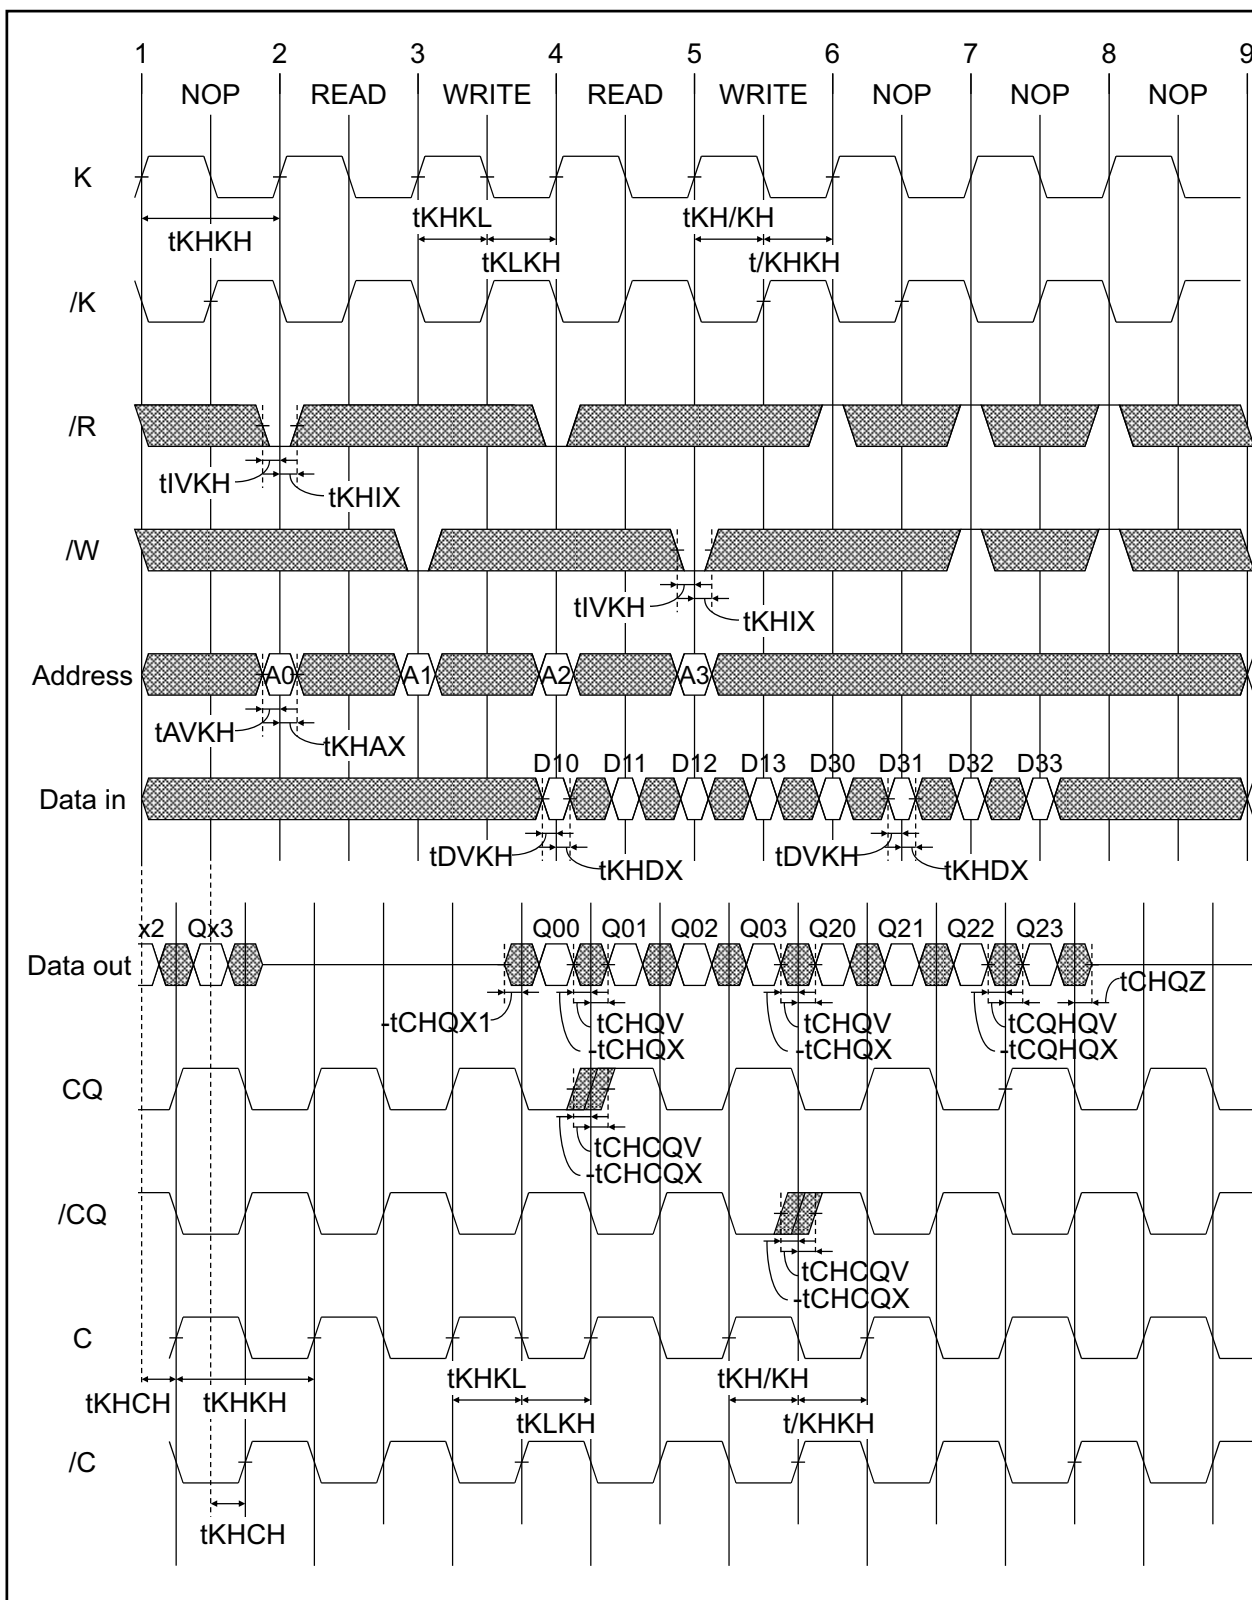 1 2 3 4 5 6 7 8 9
NOP READ WRITE READ WRITE NOP NOP NOP
K
tKHKL tKH/KH
tKHKH
tKLKH t/KHKH
/K
/R
tIVKH tKHIX
/W
tIVKH tKHIX
Address A0 A1 A2 A3
tAVKH tKHAX
D10 D11 D12 D13 D30 D31 D32 D33
Data in
tDVKH tKHDX tDVKH tKHDX
x2 Qx3 Q00 Q01 Q02 Q03 Q20 Q21 Q22 Q23
Data out
tCHQZ
-tCHQX1 tCHQV tCHQV tCQHQV
-tCHQX -tCHQX -tCQHQX
CQ
tCHCQV
-tCHCQX
/CQ
tCHCQV
-tCHCQX
C
tKHCH tKHKH tKHKL tKH/KH
tKLKH t/KHKH
/C
tKHCH